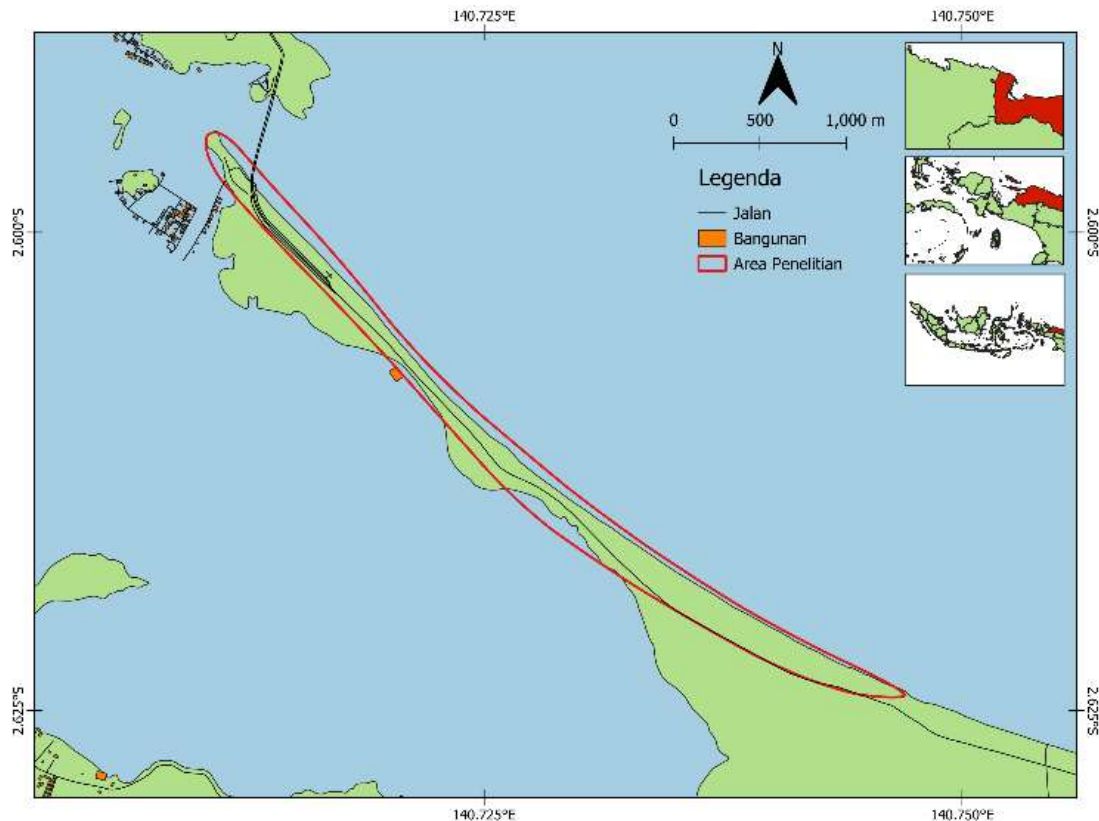 140.725°E
140.750°E
N
0 500 1,000 m
Legenda
Jalan
Bangunan
Area Penelitian
2.600°S
2.600°S
2.625°S
2.625°S
140.725°E
140.750°E